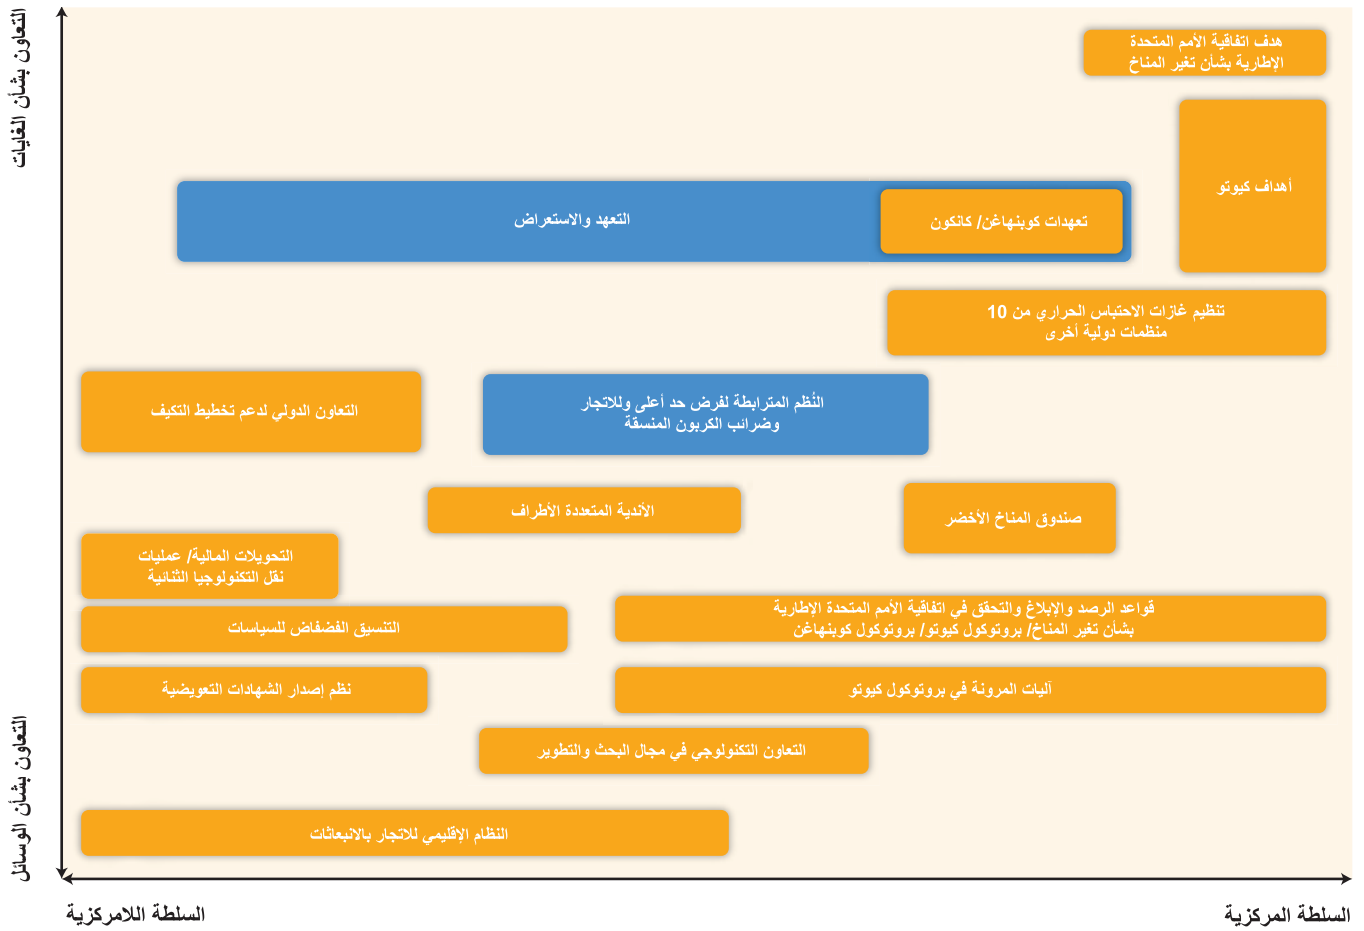 التعاون بشأن الغايات
هدف اتفاقية الأمم المتحدة
الإطارية بشأن تغير المناخ
أهداف كيوتو
تعهدات كوبنهاغن/ كانكون
التعهد والاستعراض
تنظيم غازات الاحتباس الحراري من 10
منظمات دولية أخرى
النُظم المترابطة لفرض حد أعلى وللاتجار
وضرائب الكربون المنسقة
التعاون الدولي لدعم تخطيط التكيف
صندوق المناخ الأخضر
الأندية المتعددة الأطراف
التحويلات المالية/ عمليات
نقل التكنولوجيا الثنائية
قواعد الرصد والإبلاغ والتحقق في اتفاقية الأمم المتحدة الإطارية
بشأن تغير المناخ/ بروتوكول كيوتو/ بروتوكول كوبنهاغن
التنسيق الفضفاض للسياسات
آليات المرونة في بروتوكول كيوتو
نظم إصدار الشهادات التعويضية
التعاون التكنولوجي في مجال البحث والتطوير
النظام الإقليمي للاتجار بالانبعاثات
التعاون بشأن الوسائل
السلطة المركزية
السلطة اللامركزية